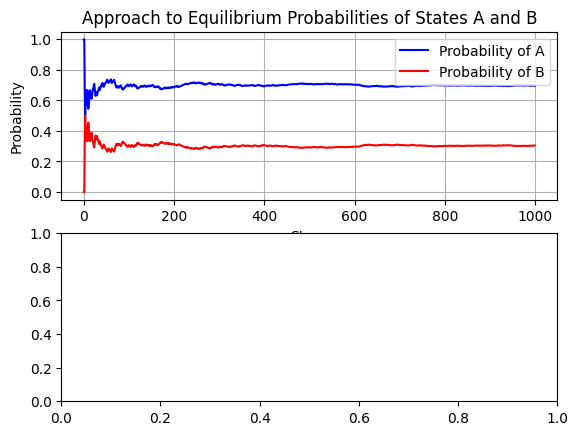 Approach to Equilibrium Probabilities of States A and B
1.0
0.8
0.6
0.4
0.2
0.0
Probability
Probability of A
Probability of B
0 200 400 600 800 1000
1.0
0.8
0.6
0.4
0.2
0.0
0.0 0.2 0.4 0.6 0.8 1.0